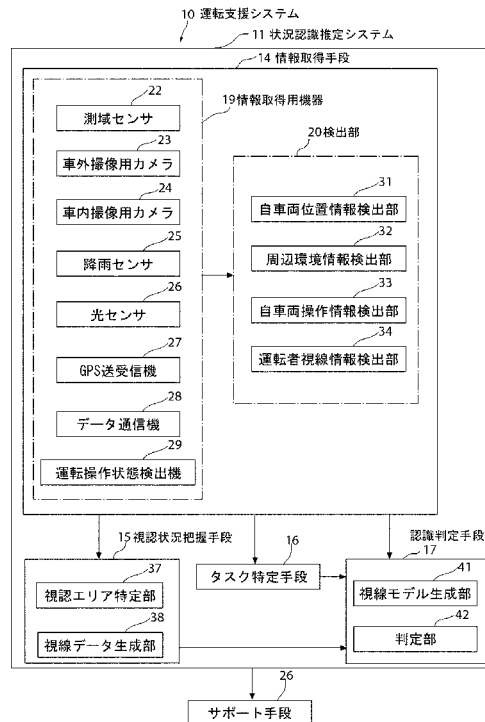 10 運転支援システム
11 状況認識推定システム
14 情報取得手段
22
測域センサ
19 情報取得用機器
23
車外撮像用カメラ
20 検出部
24
車内撮像用カメラ
31
自車両位置情報検出部
25
降雨センサ
32
周辺環境情報検出部
26
光センサ
33
自車両操作情報検出部
27
GPS送受信機
34
運転者視線情報検出部
28
データ通信機
29
運転操作状態検出機
15 視認状況把握手段
37
視認エリア特定部
38
視線データ生成部
16
タスク特定手段
認識判定手段
17
41
視線モデル生成部
42
判定部
26
サポート手段